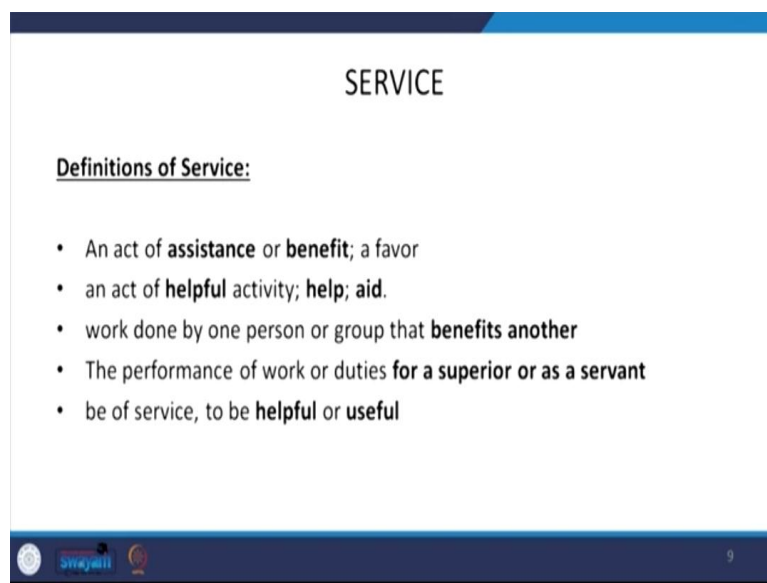 SERVICE
Definitions of Service:
• An act of assistance or benefit; a favor
• an act of helpful activity; help; aid.
• work done by one person or group that benefits another
• The performance of work or duties for a superior or as a servant
• be of service, to be helpful or useful
swayam
9